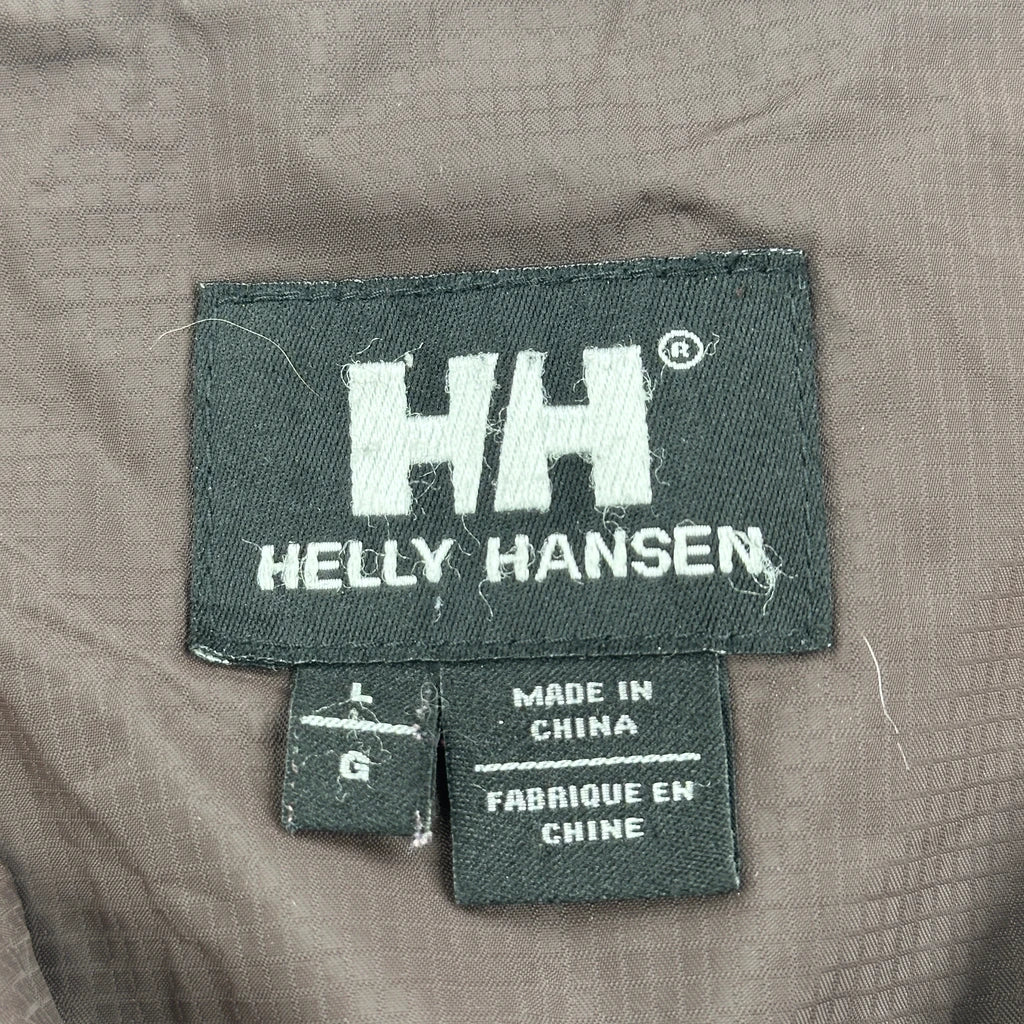 HH®
HELLY HANSEN
L
G
MADE IN
CHINA
FABRIQUE EN
CHINE